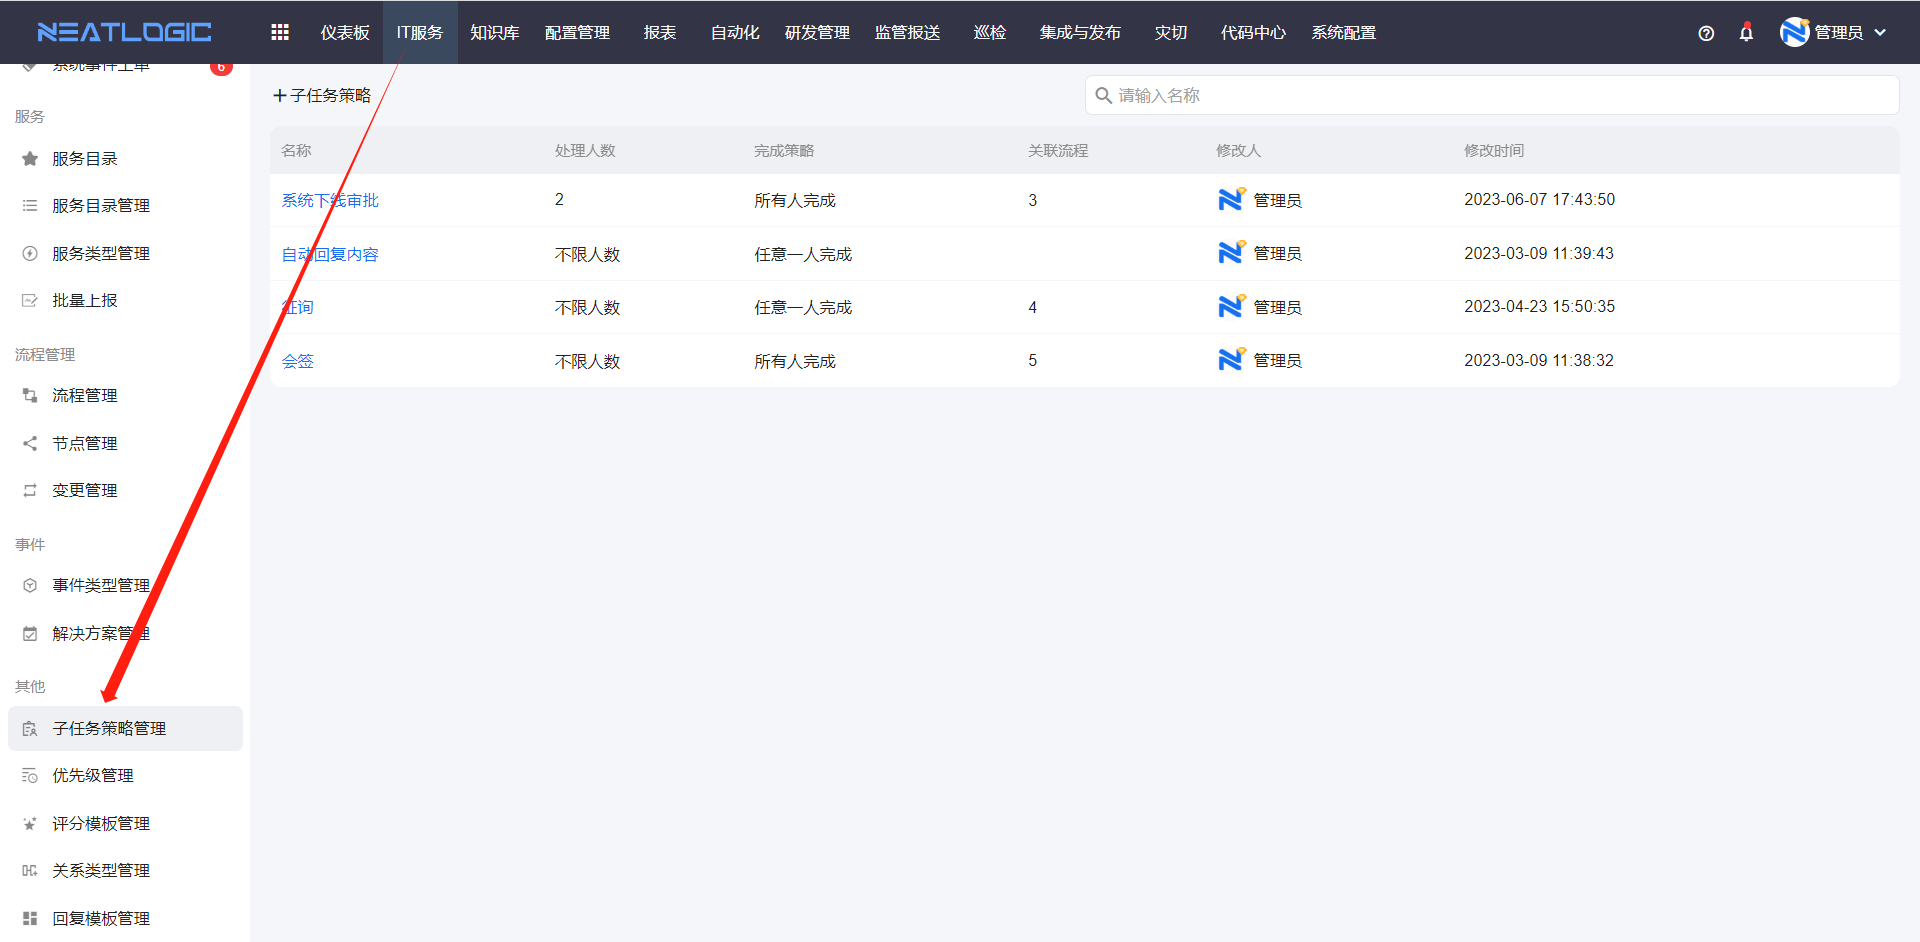 NEATLOGIC
仪表板 IT服务 知识库 配置管理 报表 自动化 研发管理 监管报送 巡检 集成与发布 灾切 代码中心 系统配置 管理员
系统事件上单 6
服务
服务目录
服务目录管理
服务类型管理
批量上报
流程管理
流程管理
节点管理
变更管理
事件
事件类型管理
解决方案管理
其他
子任务策略管理
优先级管理
评分模板管理
关系类型管理
回复模板管理
子任务策略
请输入名称
名称 处理人数 完成策略 关联流程 修改人 修改时间
系统下线审批 2 所有人完成 3 管理员 2023-06-07 17:43:50
自动回复内容 不限人数 任意一人完成 管理员 2023-03-09 11:39:43
征询 不限人数 任意一人完成 4 管理员 2023-04-23 15:50:35
会签 不限人数 所有人完成 5 管理员 2023-03-09 11:38:32